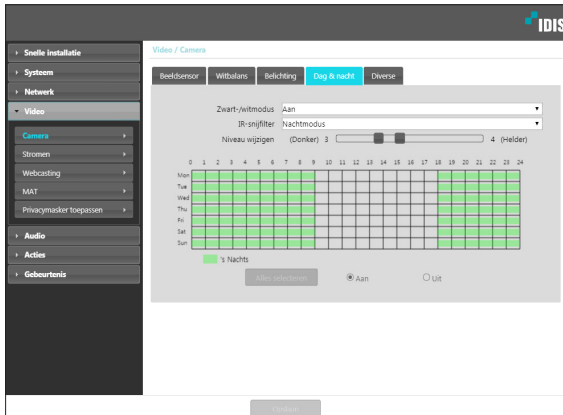 IDIS
Snelle installatie
Systeem
Netwerk
Video
Camera
Stromen
Webcasting
MAT
Privacymasker toepassen
Audio
Acties
Gebeurtenis
Video / Camera
Beeldsensor Witbalans Belichting Dag & nacht Diverse
Zwart-/witmodus Aan
IR-snijfilter Nachtmodus
Niveau wijzigen (Donker) 3 4 (Helder)
0 1 2 3 4 5 6 7 8 9 10 11 12 13 14 15 16 17 18 19 20 21 22 23 24
Mon
Tue
Wed
Thu
Fri
Sat
Sun
's Nachts
Alles selecteren Aan Uit